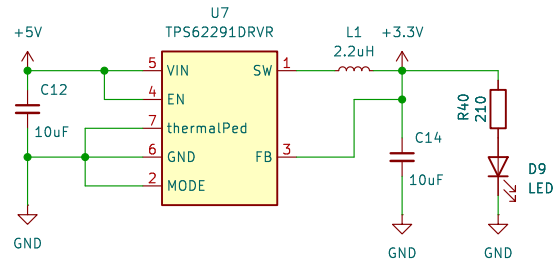 U7
TPS62291DRVR
+5V
L1
2.2uH
+3.3V
5
VIN
SW
1
C12
10uF
4
EN
R40
210
7
thermalPed
6
GND
FB
3
C14
10uF
2
MODE
D9
LED
GND
GND
GND